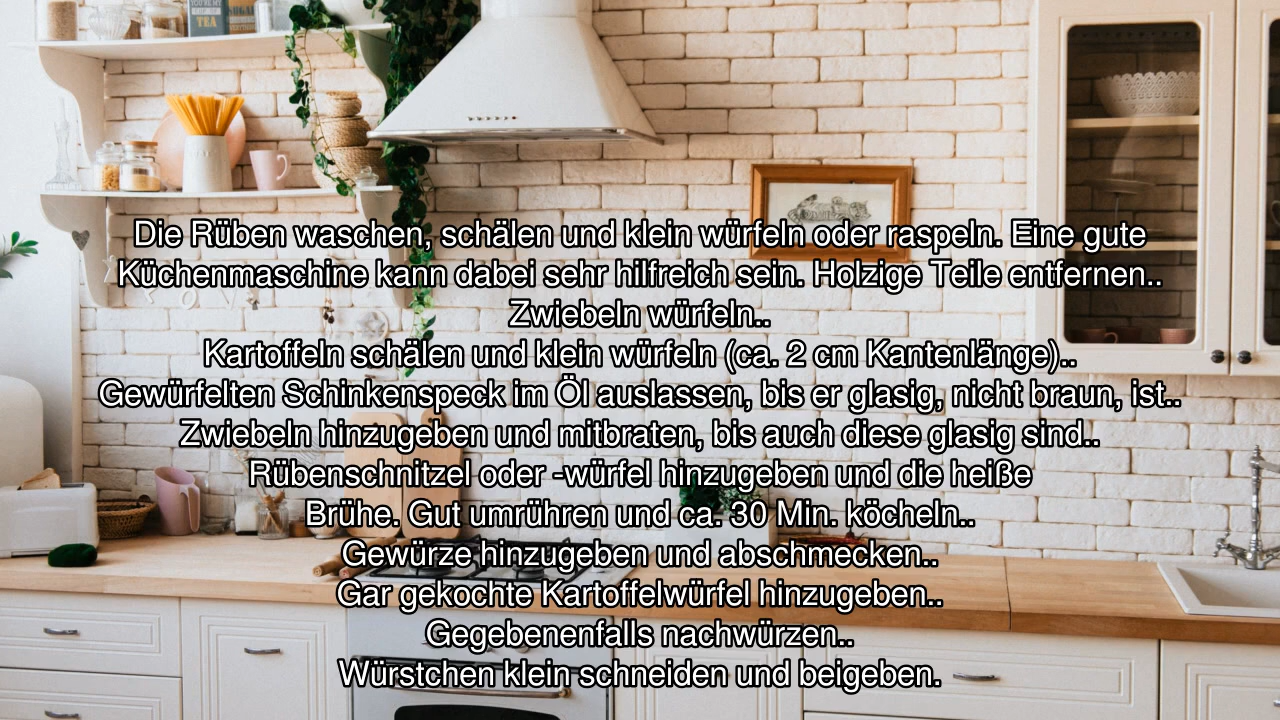 Die Rüben waschen, schälen und klein würfeln oder raspeln. Eine gute
Küchenmaschine kann dabei sehr hilfreich sein. Holzige Teile entfernen..
Zwiebeln würfeln..
Kartoffeln schälen und klein würfeln (ca. 2 cm Kantenlänge)..
Gewürfelten Schinkenspeck im Öl auslassen, bis er glasig, nicht braun, ist..
Zwiebeln hinzugeben und mitbraten, bis auch diese glasig sind..
Rübenschnitzel oder -würfel hinzugeben und die heiße
Brühe. Gut umrühren und ca. 30 Min. köcheln..
Gewürze hinzugeben und abschmecken..
Gar gekochte Kartoffelwürfel hinzugeben..
Gegebenenfalls nachwürzen..
Würstchen klein schneiden und beigeben.